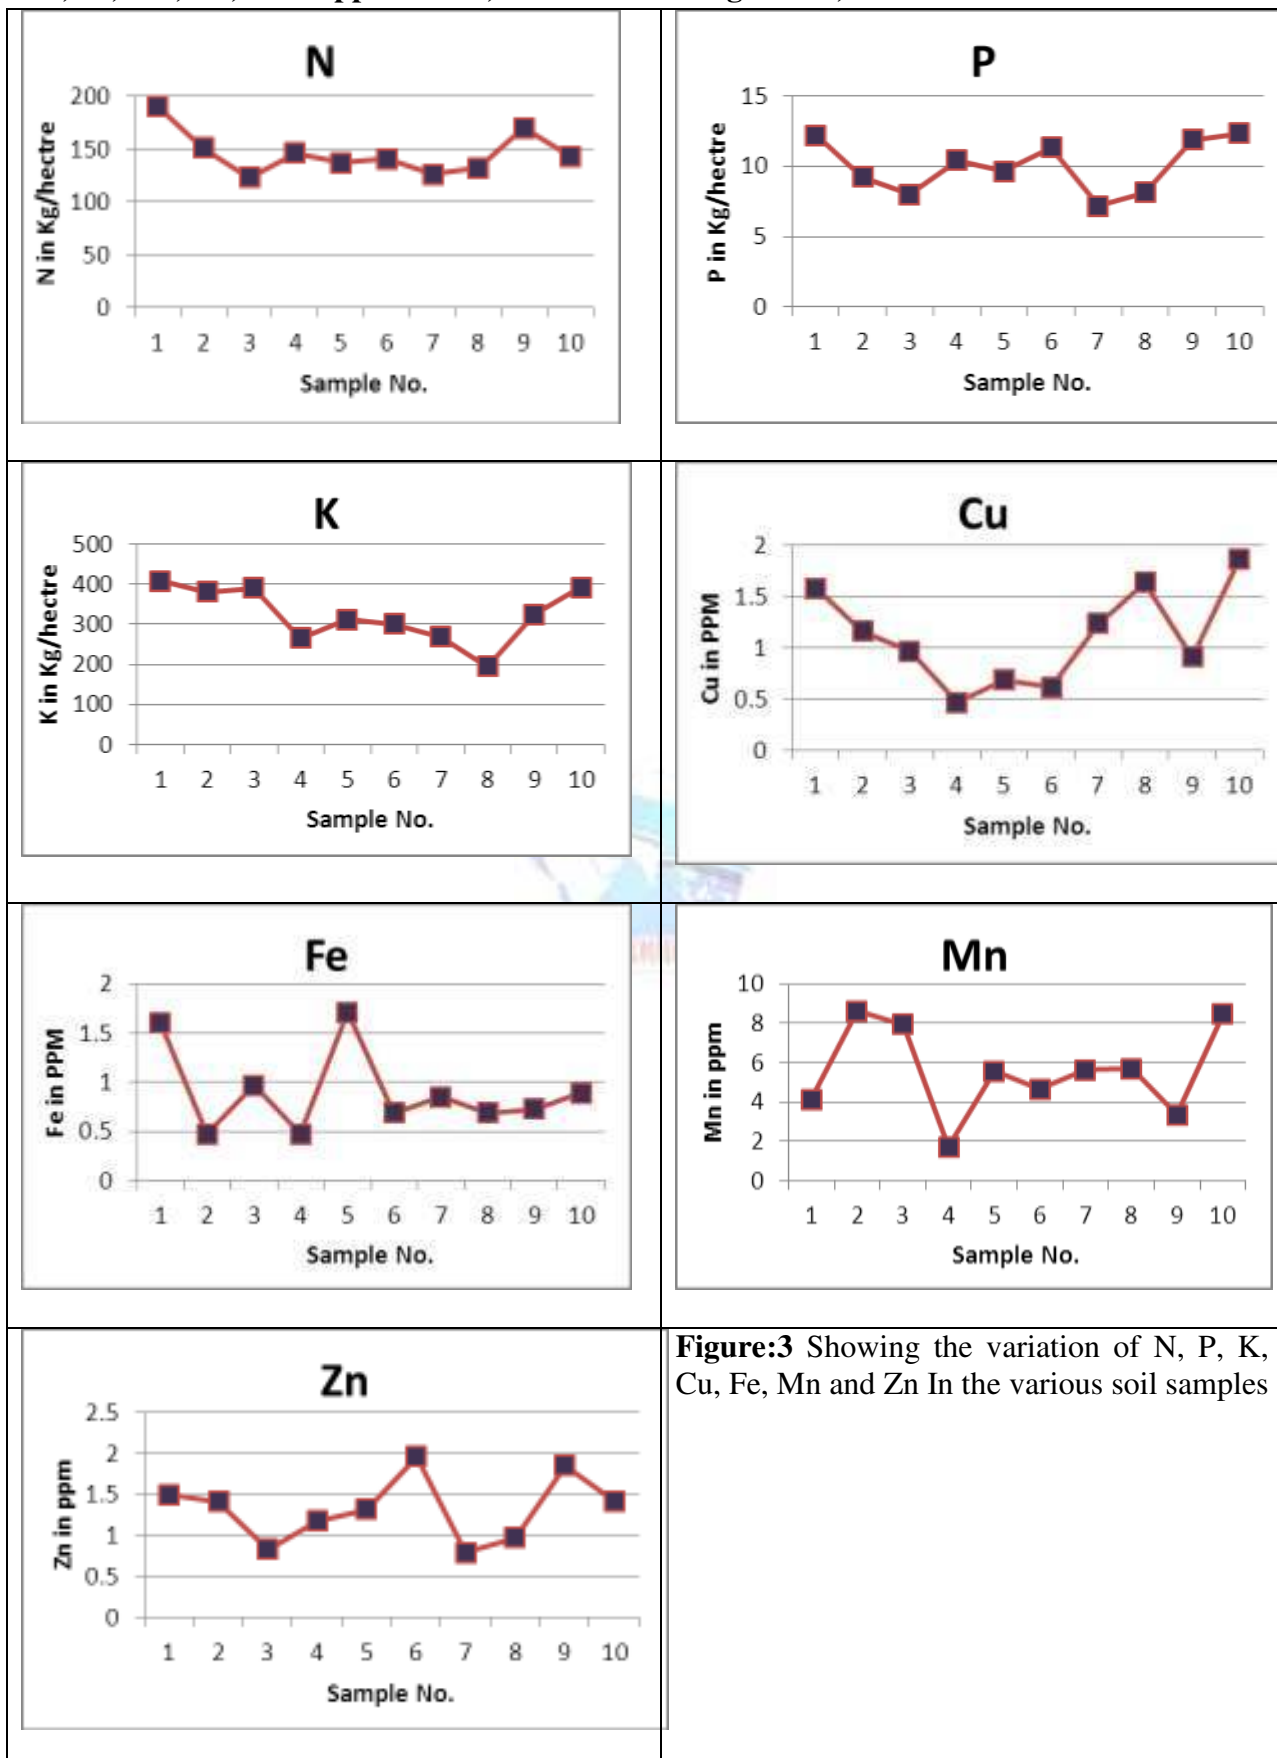 N
200
150
100
50
0
N in Kg/hectre
1 2 3 4 5 6 7 8 9 10
Sample No.
P
15
10
5
0
P in Kg/hectre
1 2 3 4 5 6 7 8 9 10
Sample No.
K
500
400
300
200
100
0
K in Kg/hectre
1 2 3 4 5 6 7 8 9 10
Sample No.
Cu
2
1.5
1
0.5
0
Cu in PPM
1 2 3 4 5 6 7 8 9 10
Sample No.
Fe
2
1.5
1
0.5
0
Fe in PPM
1 2 3 4 5 6 7 8 9 10
Sample No.
Mn
10
8
6
4
2
0
Mn in ppm
1 2 3 4 5 6 7 8 9 10
Sample No.
Zn
2.5
2
1.5
1
0.5
0
Zn in ppm
1 2 3 4 5 6 7 8 9 10
Sample No.
Figure:3 Showing the variation of N, P, K,
Cu, Fe, Mn and Zn In the various soil samples